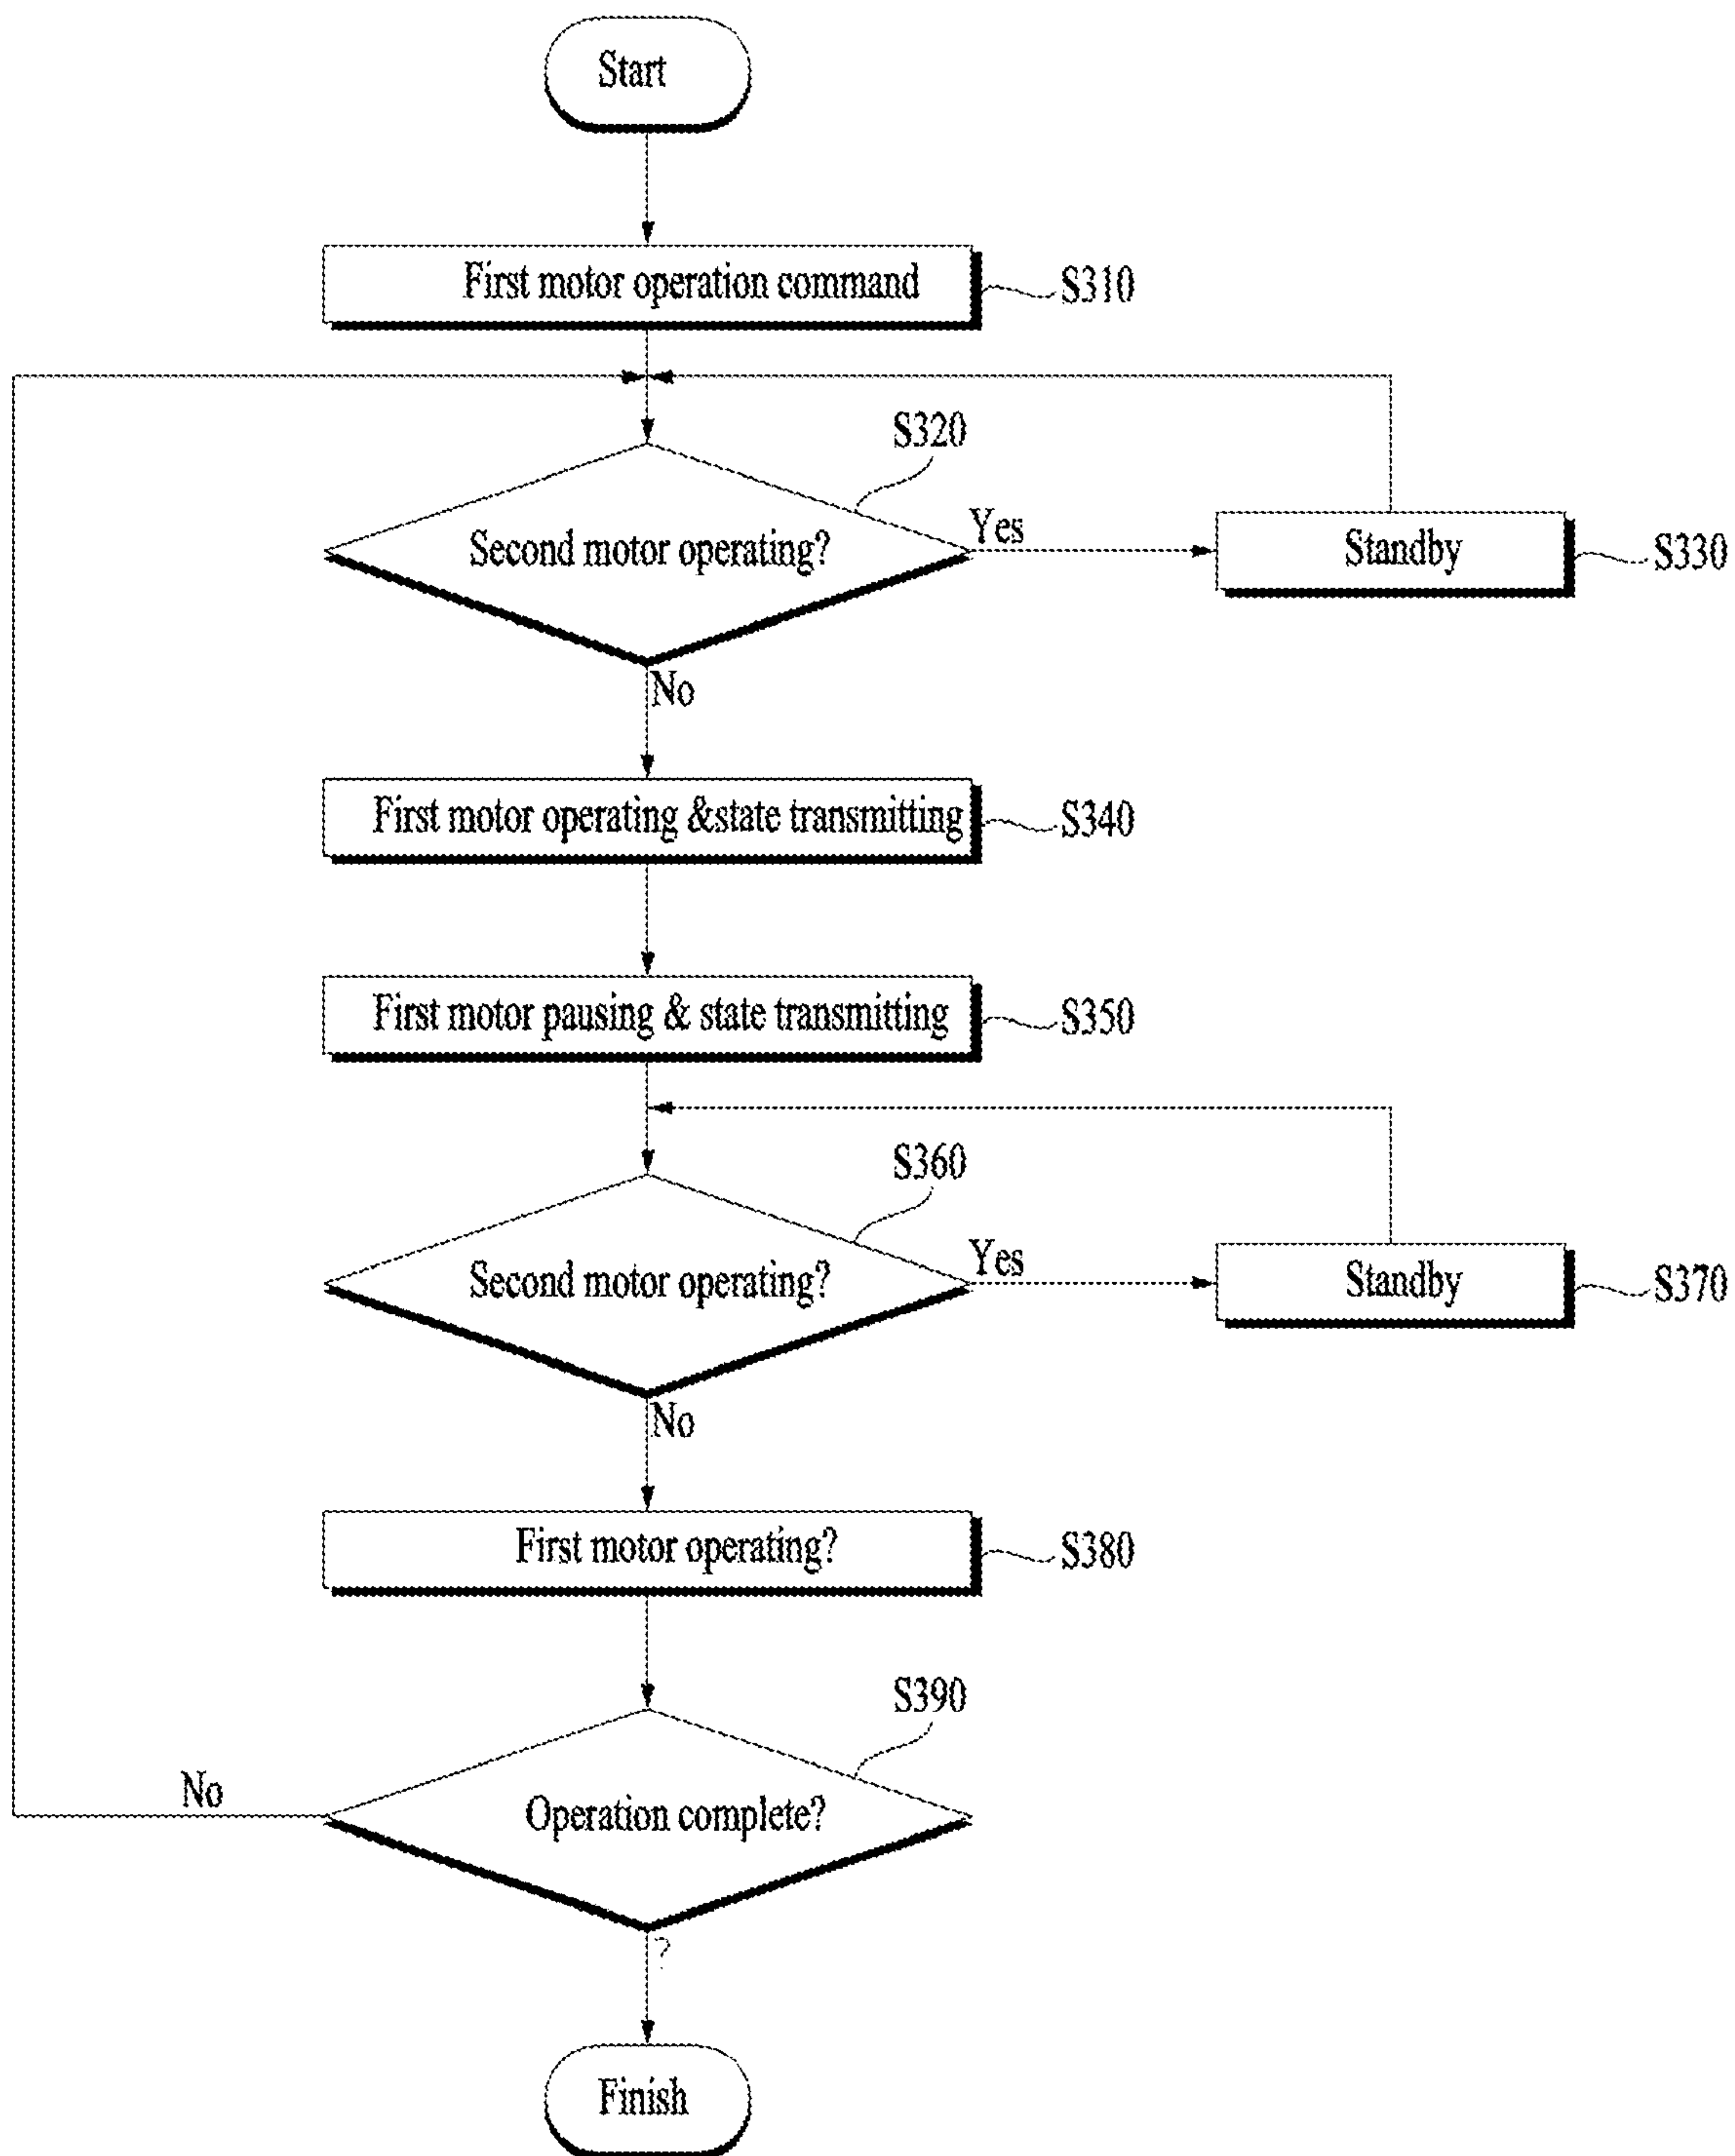 Start
First motor operation command
S310
S320
Second motor operating?
Yes
Standby
S330
No
First motor operating &state transmitting
S340
First motor pausing & state transmitting
S350
S360
Second motor operating?
Yes
Standby
S370
No
First motor operating?
S380
S390
No
Operation complete?
?
Finish